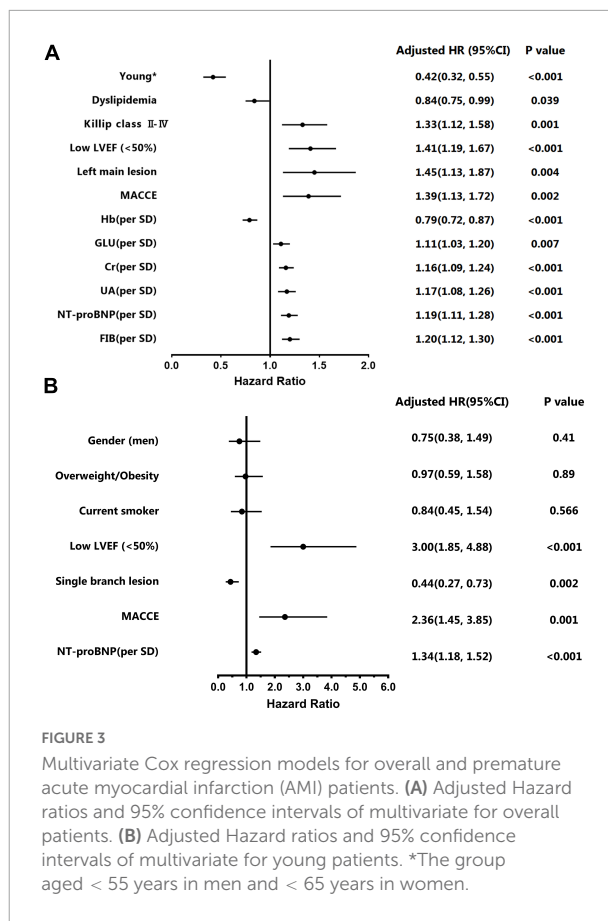 A
Adjusted HR (95%CI) P value
Young* 0.42(0.32, 0.55) <0.001
Dyslipidemia 0.84(0.75, 0.99) 0.039
Killip class Ⅱ-Ⅳ 1.33(1.12, 1.58) 0.001
Low LVEF (<50%) 1.41(1.19, 1.67) <0.001
Left main lesion 1.45(1.13, 1.87) 0.004
MACCE 1.39(1.13, 1.72) 0.002
Hb(per SD) 0.79(0.72, 0.87) <0.001
GLU(per SD) 1.11(1.03, 1.20) 0.007
Cr(per SD) 1.16(1.09, 1.24) <0.001
UA(per SD) 1.17(1.08, 1.26) <0.001
NT-proBNP(per SD) 1.19(1.11, 1.28) <0.001
FIB(per SD) 1.20(1.12, 1.30) <0.001
0.0 0.5 1.0 1.5 2.0
Hazard Ratio
B
Adjusted HR(95%CI) P value
Gender (men) 0.75(0.38, 1.49) 0.41
Overweight/Obesity 0.97(0.59, 1.58) 0.89
Current smoker 0.84(0.45, 1.54) 0.566
Low LVEF (<50%) 3.00(1.85, 4.88) <0.001
Single branch lesion 0.44(0.27, 0.73) 0.002
MACCE 2.36(1.45, 3.85) 0.001
NT-proBNP(per SD) 1.34(1.18, 1.52) <0.001
0.0 1.0 2.0 3.0 4.0 5.0 6.0
Hazard Ratio
FIGURE 3
Multivariate Cox regression models for overall and premature
acute myocardial infarction (AMI) patients. (A) Adjusted Hazard
ratios and 95% confidence intervals of multivariate for overall
patients. (B) Adjusted Hazard ratios and 95% confidence
intervals of multivariate for young patients. *The group
aged < 55 years in men and < 65 years in women.